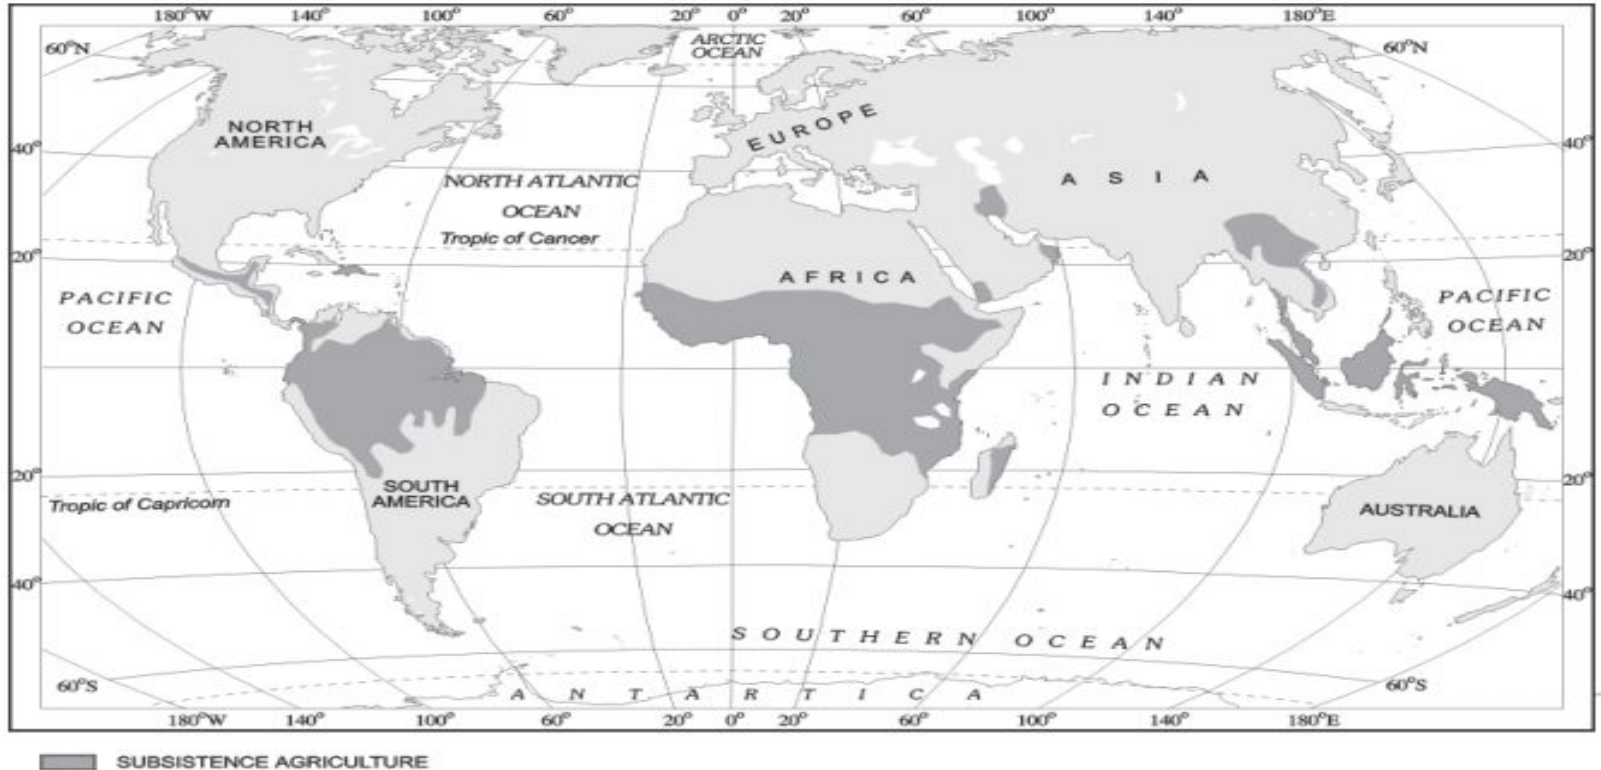 180°W 140° 100° 60° 20° 0° 20° 60° 100° 140° 180°E
60°N
ARCTIC
OCEAN
60°N
NORTH
AMERICA
EUROPE
40°
40°
ASIA
NORTH ATLANTIC
OCEAN
Tropic of Cancer
20°
20°
AFRICA
PACIFIC
OCEAN
PACIFIC
OCEAN
INDIAN
OCEAN
20°
20°
SOUTH
AMERICA
Tropic of Capricorn
SOUTH ATLANTIC
OCEAN
AUSTRALIA
40°
40°
SOUTHERN OCEAN
60°S
60°S
ANTARTICA
180°W 140° 100° 60° 20° 0° 20° 60° 100° 140° 180°E
SUBSISTENCE AGRICULTURE